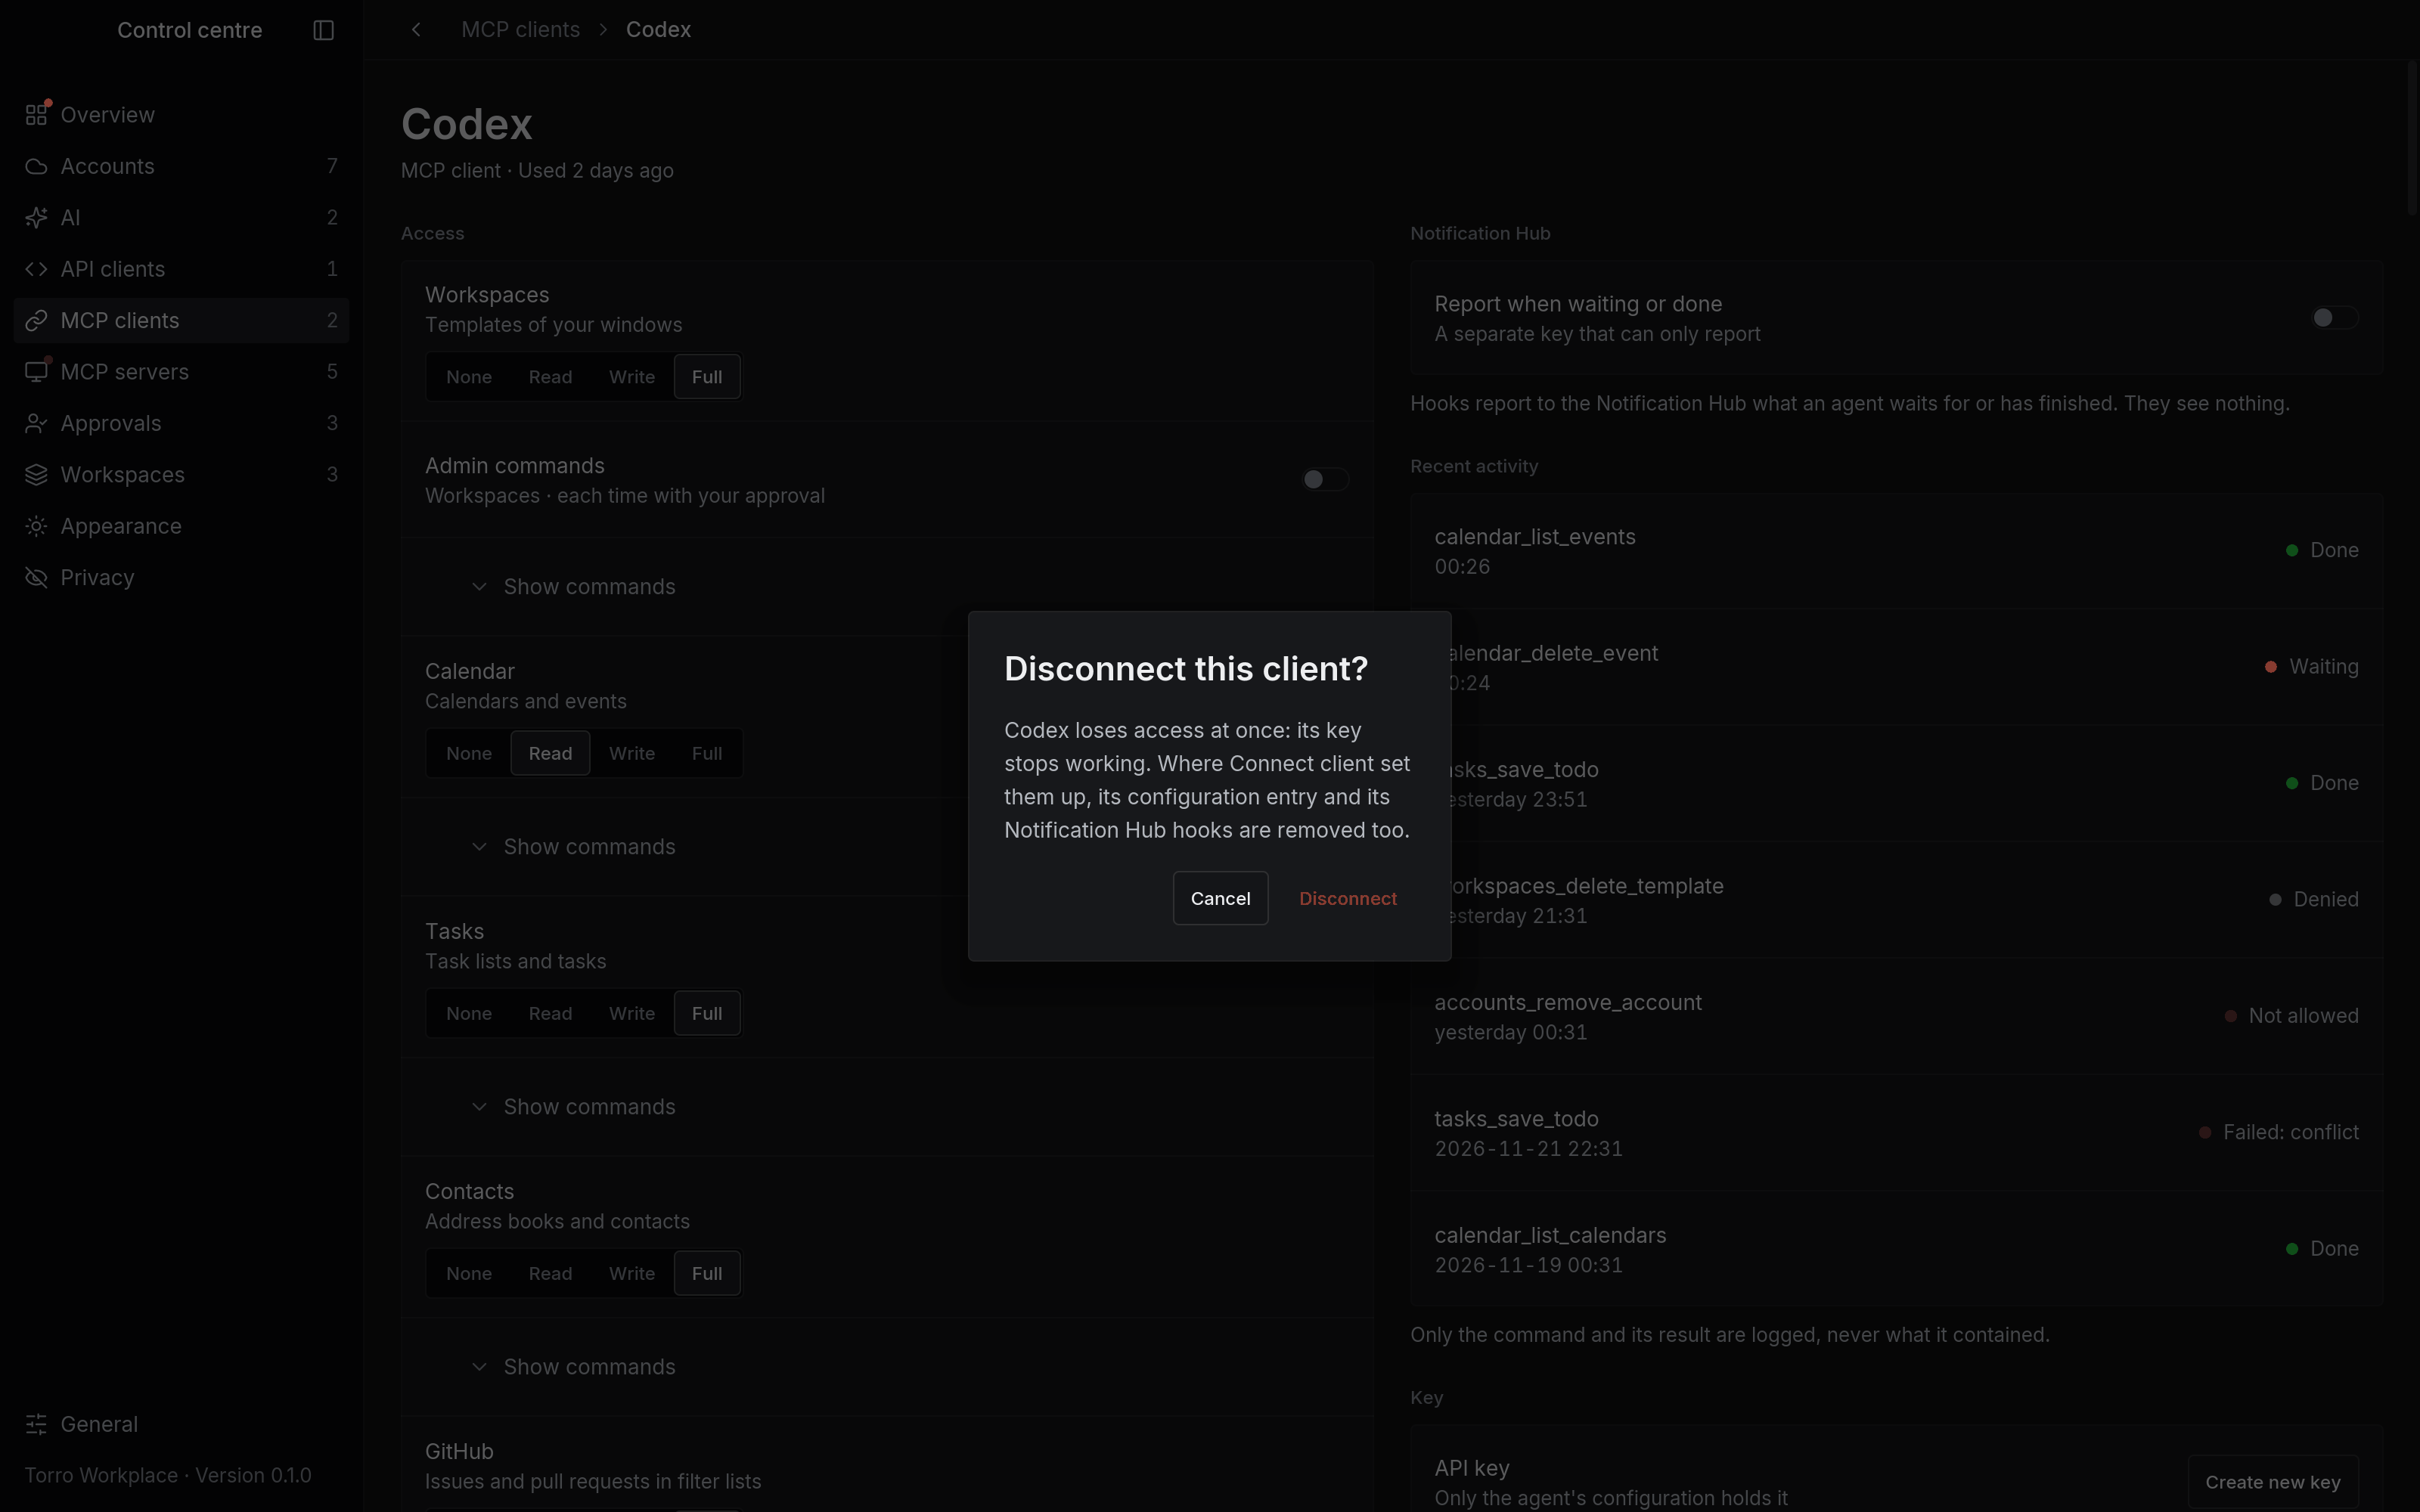 Control centre
Overview
Accounts 7
AI 2
API clients 1
MCP clients 2
MCP servers 5
Approvals 3
Workspaces 3
Appearance
Privacy
General
Torro Workplace · Version 0.1.0
MCP clients > Codex
Codex
MCP client · Used 2 days ago
Access
Workspaces
Templates of your windows
None Read Write Full
Admin commands
Workspaces · each time with your approval
Show commands
Calendar
Calendars and events
None Read Write Full
Show commands
Tasks
Task lists and tasks
None Read Write Full
Show commands
Contacts
Address books and contacts
None Read Write Full
Show commands
GitHub
Issues and pull requests in filter lists
Disconnect this client?
Codex loses access at once: its key
stops working. Where Connect client set
them up, its configuration entry and its
Notification Hub hooks are removed too.
Cancel Disconnect
Notification Hub
Report when waiting or done
A separate key that can only report
Hooks report to the Notification Hub what an agent waits for or has finished. They see nothing.
Recent activity
calendar_list_events
00:26
Done
alendar_delete_event
0:24
Waiting
sks_save_todo
esterday 23:51
Done
orkspaces_delete_template
esterday 21:31
Denied
accounts_remove_account
yesterday 00:31
Not allowed
tasks_save_todo
2026-11-21 22:31
Failed: conflict
calendar_list_calendars
2026-11-19 00:31
Done
Only the command and its result are logged, never what it contained.
Key
API key
Only the agent's configuration holds it
Create new key